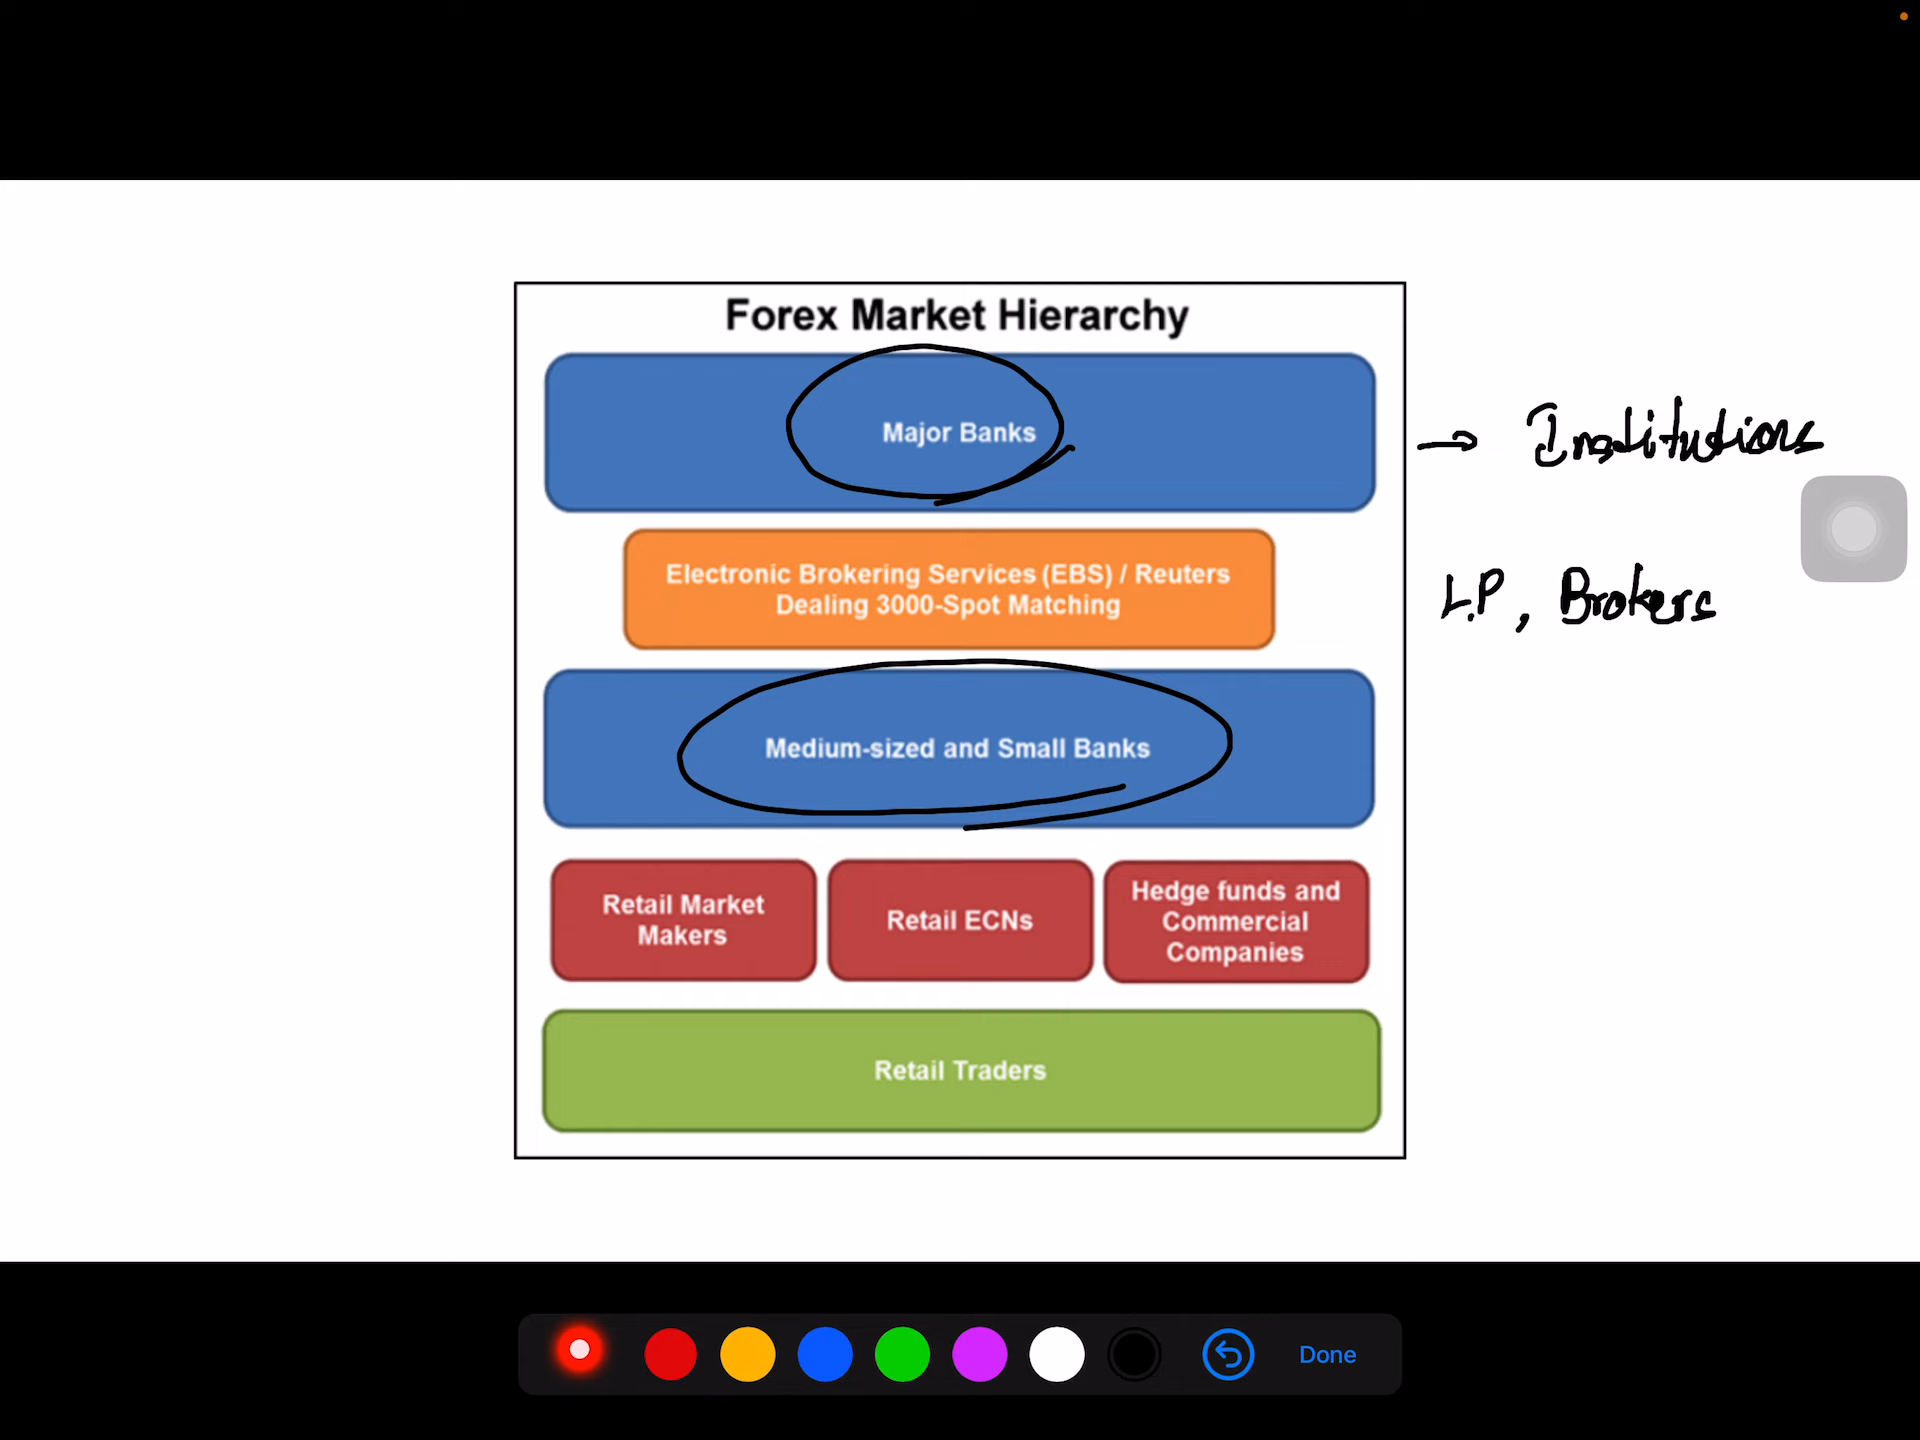 Forex Market Hierarchy
Major Banks
→ Institutions
Electronic Brokering Services (EBS) / Reuters
Dealing 3000-Spot Matching
L.P, Brokers
Medium-sized and Small Banks
Retail Market
Makers
Retail ECNs
Hedge funds and
Commercial
Companies
Retail Traders
Done